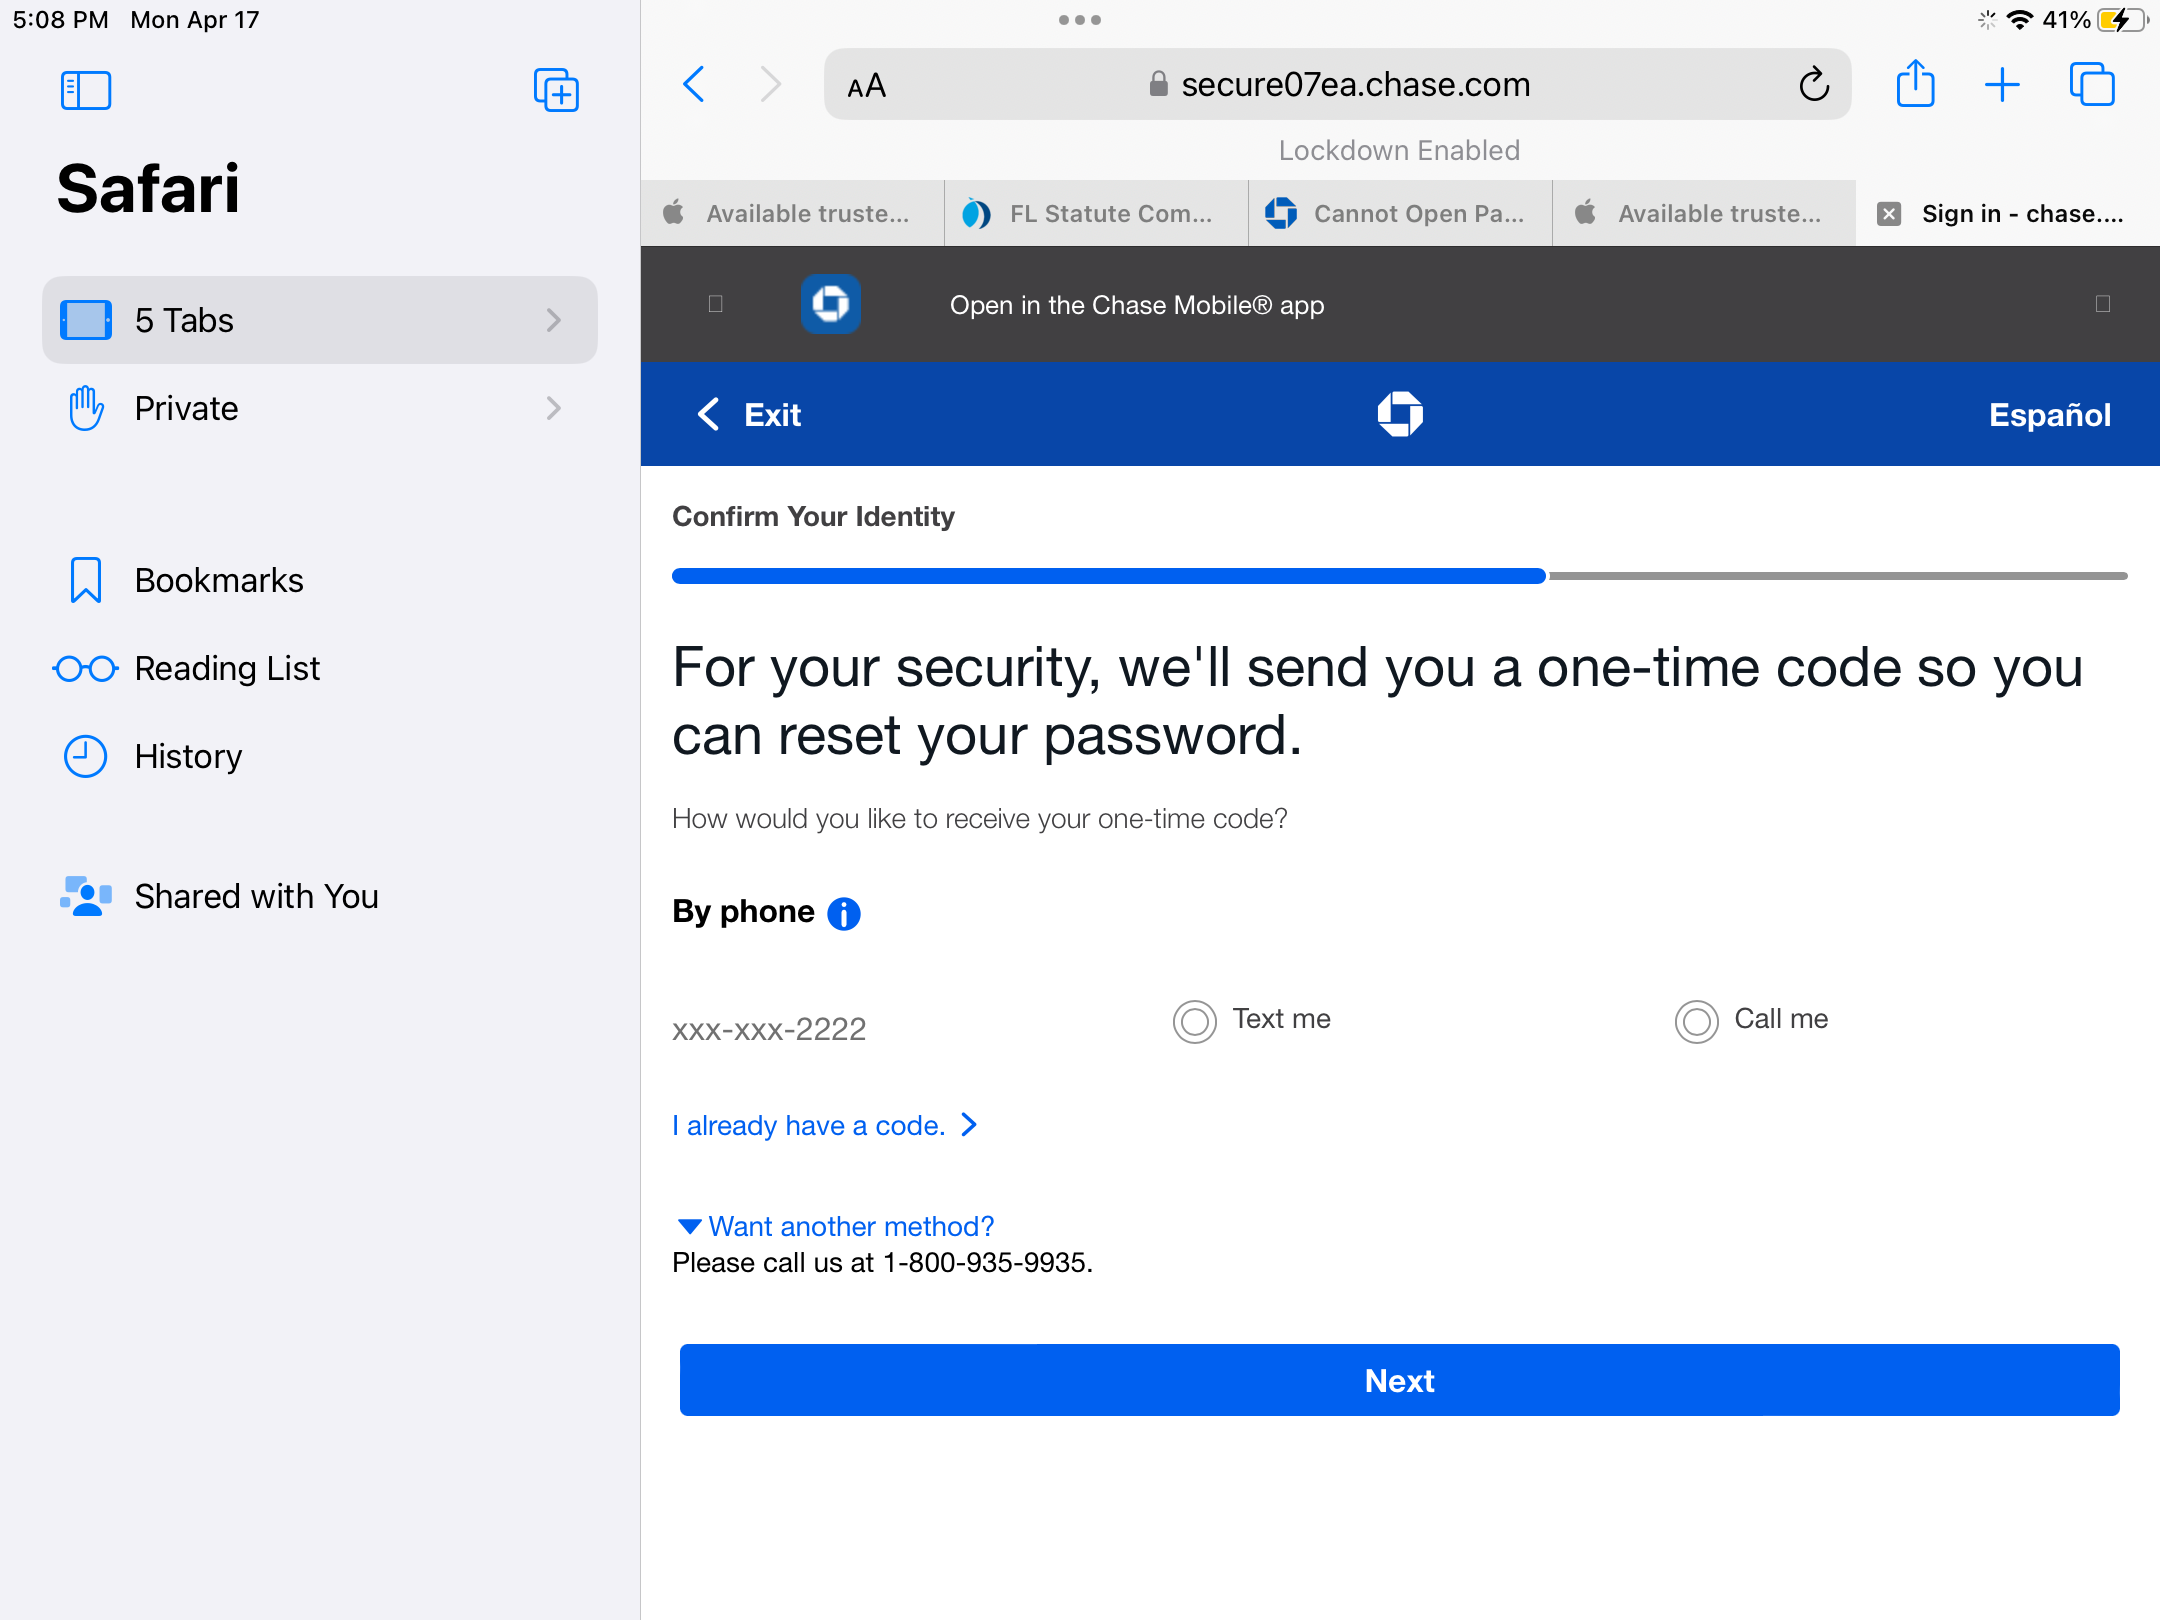 5:08 PM Mon Apr 17
41%
Safari
5 Tabs
Private
Bookmarks
Reading List
History
Shared with You
AA
secure07ea.chase.com
Lockdown Enabled
Available truste...
FL Statute Com...
Cannot Open Pa...
Available truste...
Sign in - chase....
Open in the Chase Mobile® app
Exit
Español
Confirm Your Identity
For your security, we'll send you a one-time code so you
can reset your password.
How would you like to receive your one-time code?
By phone
xxx-xxx-2222
Text me
Call me
I already have a code.
Want another method?
Please call us at 1-800-935-9935.
Next